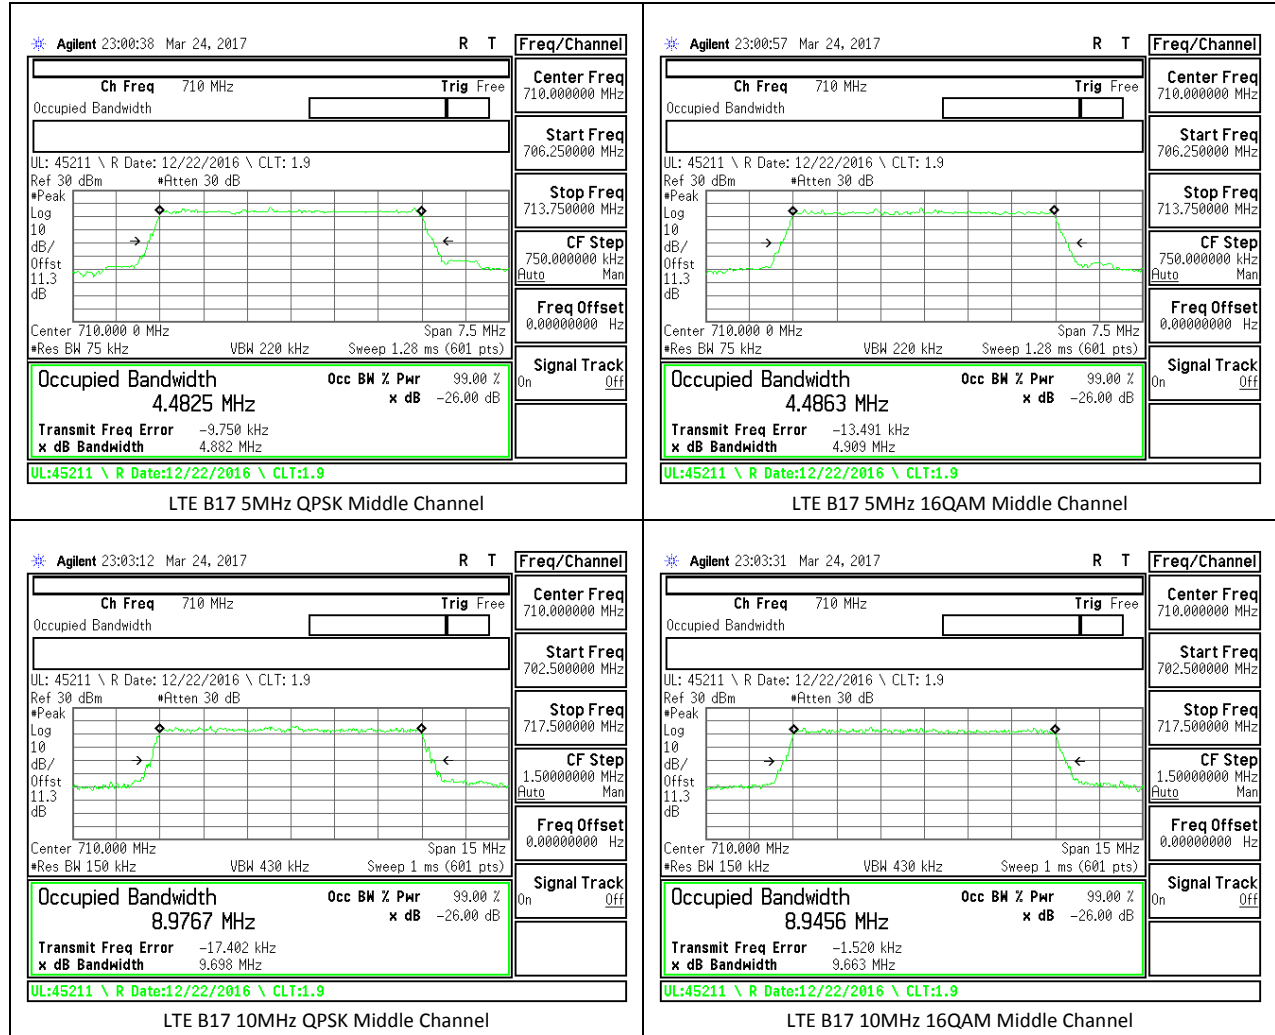 Agilent 23:00:38 Mar 24, 2017 R T Freq/Channel
Ch Freq 710 MHz Trig Free
Occupied Bandwidth
Center Freq
710.000000 MHz
Start Freq
706.250000 MHz
UL: 45211 \ R Date: 12/22/2016 \ CLT: 1.9
Ref 30 dBm #Atten 30 dB
#Peak
Log
10
dB/
Offst
11.3
dB
Stop Freq
713.750000 MHz
CF Step
750.000000 kHz
Auto Man
Freq Offset
0.00000000 Hz
Center 710.000 0 MHz Span 7.5 MHz
#Res BW 75 kHz VBW 220 kHz Sweep 1.28 ms (601 pts)
Signal Track
On Off
Occupied Bandwidth Occ BW % Pwr 99.00 %
4.4825 MHz x dB -26.00 dB
Transmit Freq Error -9.750 kHz
x dB Bandwidth 4.882 MHz
UL:45211 \ R Date:12/22/2016 \ CLT:1.9
LTE B17 5MHz QPSK Middle Channel
Agilent 23:00:57 Mar 24, 2017 R T Freq/Channel
Ch Freq 710 MHz Trig Free
Occupied Bandwidth
Center Freq
710.000000 MHz
Start Freq
706.250000 MHz
UL: 45211 \ R Date: 12/22/2016 \ CLT: 1.9
Ref 30 dBm #Atten 30 dB
#Peak
Log
10
dB/
Offst
11.3
dB
Stop Freq
713.750000 MHz
CF Step
750.000000 kHz
Auto Man
Freq Offset
0.00000000 Hz
Center 710.000 0 MHz Span 7.5 MHz
#Res BW 75 kHz VBW 220 kHz Sweep 1.28 ms (601 pts)
Signal Track
On Off
Occupied Bandwidth Occ BW % Pwr 99.00 %
4.4863 MHz x dB -26.00 dB
Transmit Freq Error -13.491 kHz
x dB Bandwidth 4.909 MHz
UL:45211 \ R Date:12/22/2016 \ CLT:1.9
LTE B17 5MHz 16QAM Middle Channel
Agilent 23:03:12 Mar 24, 2017 R T Freq/Channel
Ch Freq 710 MHz Trig Free
Occupied Bandwidth
Center Freq
710.000000 MHz
Start Freq
702.500000 MHz
UL: 45211 \ R Date: 12/22/2016 \ CLT: 1.9
Ref 30 dBm #Atten 30 dB
#Peak
Log
10
dB/
Offst
11.3
dB
Stop Freq
717.500000 MHz
CF Step
1.50000000 MHz
Auto Man
Freq Offset
0.00000000 Hz
Center 710.000 MHz Span 15 MHz
#Res BW 150 kHz VBW 430 kHz Sweep 1 ms (601 pts)
Signal Track
On Off
Occupied Bandwidth Occ BW % Pwr 99.00 %
8.9767 MHz x dB -26.00 dB
Transmit Freq Error -17.402 kHz
x dB Bandwidth 9.698 MHz
UL:45211 \ R Date:12/22/2016 \ CLT:1.9
LTE B17 10MHz QPSK Middle Channel
Agilent 23:03:31 Mar 24, 2017 R T Freq/Channel
Ch Freq 710 MHz Trig Free
Occupied Bandwidth
Center Freq
710.000000 MHz
Start Freq
702.500000 MHz
UL: 45211 \ R Date: 12/22/2016 \ CLT: 1.9
Ref 30 dBm #Atten 30 dB
#Peak
Log
10
dB/
Offst
11.3
dB
Stop Freq
717.500000 MHz
CF Step
1.50000000 MHz
Auto Man
Freq Offset
0.00000000 Hz
Center 710.000 MHz Span 15 MHz
#Res BW 150 kHz VBW 430 kHz Sweep 1 ms (601 pts)
Signal Track
On Off
Occupied Bandwidth Occ BW % Pwr 99.00 %
8.9456 MHz x dB -26.00 dB
Transmit Freq Error -1.520 kHz
x dB Bandwidth 9.663 MHz
UL:45211 \ R Date:12/22/2016 \ CLT:1.9
LTE B17 10MHz 16QAM Middle Channel